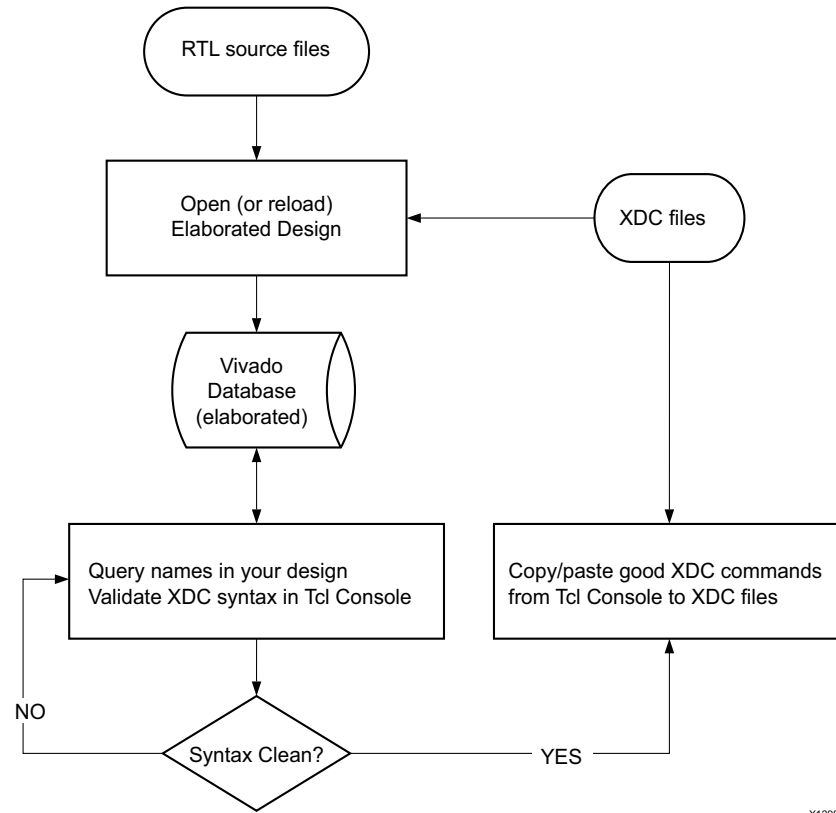 RTL source files
Open (or reload)
Elaborated Design
XDC files
Vivado
Database
(elaborated)
Query names in your design
Validate XDC syntax in Tcl Console
Copy/paste good XDC commands
from Tcl Console to XDC files
NO
Syntax Clean?
YES